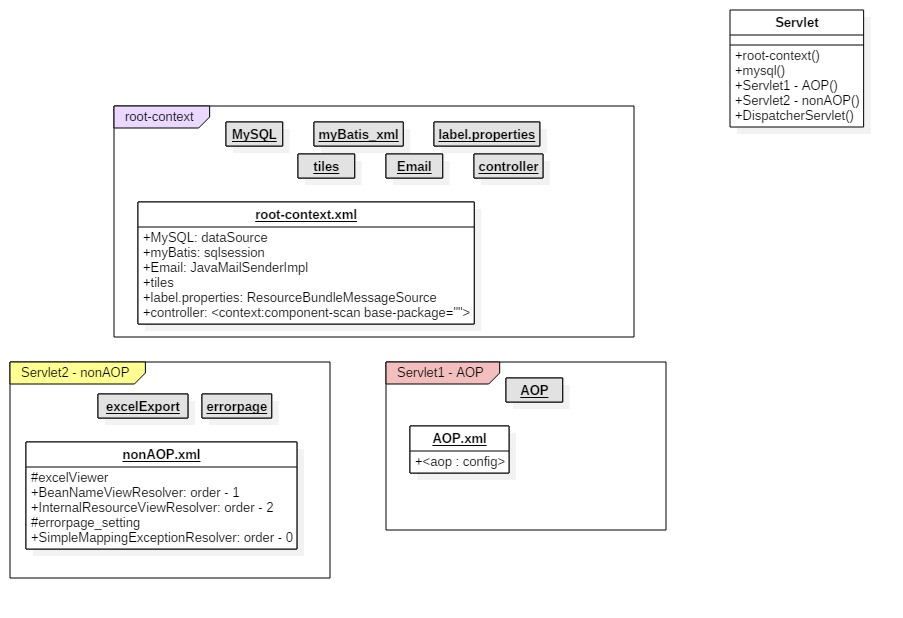 Servlet
+root-context()
+mysql()
+Servlet1 - AOP()
+Servlet2 - nonAOP()
+DispatcherServlet()
root-context
MySQL
myBatis_xml
label.properties
tiles
Email
controller
root-context.xml
+MySQL: dataSource
+myBatis: sqlsession
+Email: JavaMailSenderImpl
+tiles
+label.properties: ResourceBundleMessageSource
+controller: <context:component-scan base-package="">
Servlet2 - nonAOP
excelExport
errorpage
nonAOP.xml
#excelViewer
+BeanNameViewResolver: order - 1
+InternalResourceViewResolver: order - 2
#errorpage_setting
+SimpleMappingExceptionResolver: order - 0
Servlet1 - AOP
AOP
AOP.xml
+<aop : config>